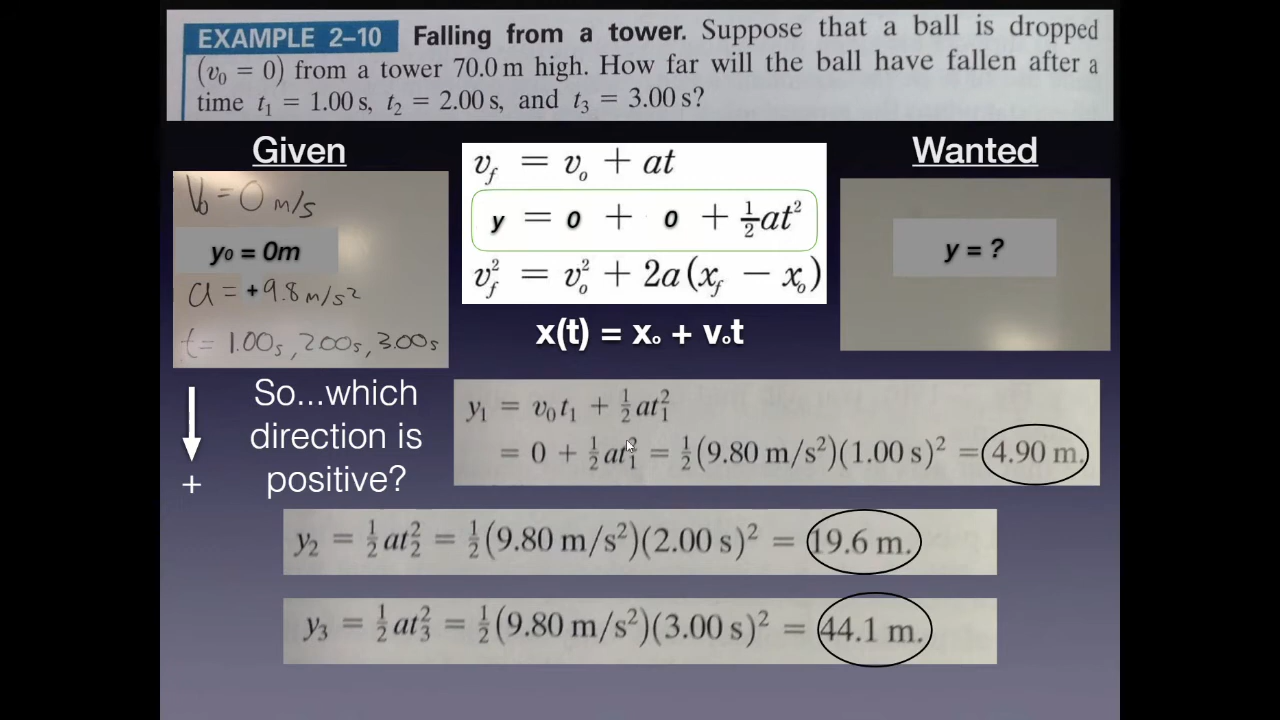 EXAMPLE 2–10 Falling from a tower. Suppose that a ball is dropped
(v₀ = 0) from a tower 70.0 m high. How far will the ball have fallen after a
time t₁ = 1.00 s, t₂ = 2.00 s, and t₃ = 3.00 s?
Given
V₀ = 0 m/s
y₀ = 0m
a = +9.8 m/s²
t = 1.00s, 2.00s, 3.00s
v_f = v₀ + at
y = 0 + 0 + ½at²
v_f² = v₀² + 2a(x_f − x₀)
x(t) = x₀ + v₀t
Wanted
y = ?
+
So...which
direction is
positive?
y₁ = v₀t₁ + ½at₁²
= 0 + ½at₁² = ½(9.80 m/s²)(1.00 s)² = 4.90 m.
y₂ = ½at₂² = ½(9.80 m/s²)(2.00 s)² = 19.6 m.
y₃ = ½at₃² = ½(9.80 m/s²)(3.00 s)² = 44.1 m.